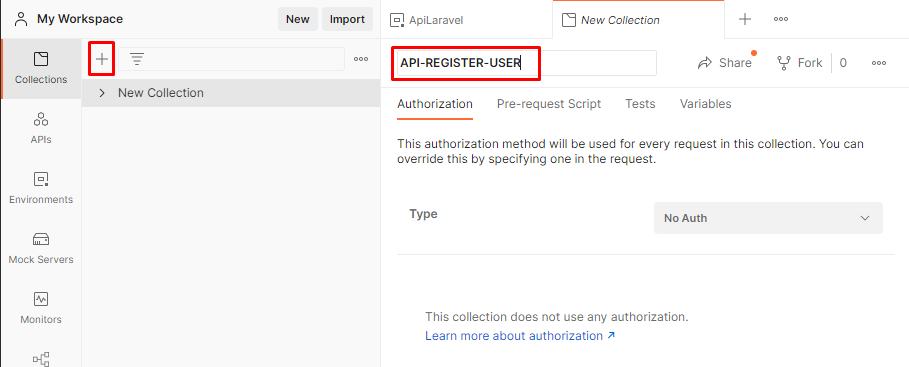 My Workspace
New
Import
ApiLaravel
New Collection
Collections
New Collection
API-REGISTER-USER
Share
Fork
0
APIs
Environments
Mock Servers
Monitors
Authorization
Pre-request Script
Tests
Variables
This authorization method will be used for every request in this collection. You can
override this by specifying one in the request.
Type
No Auth
This collection does not use any authorization.
Learn more about authorization ↗